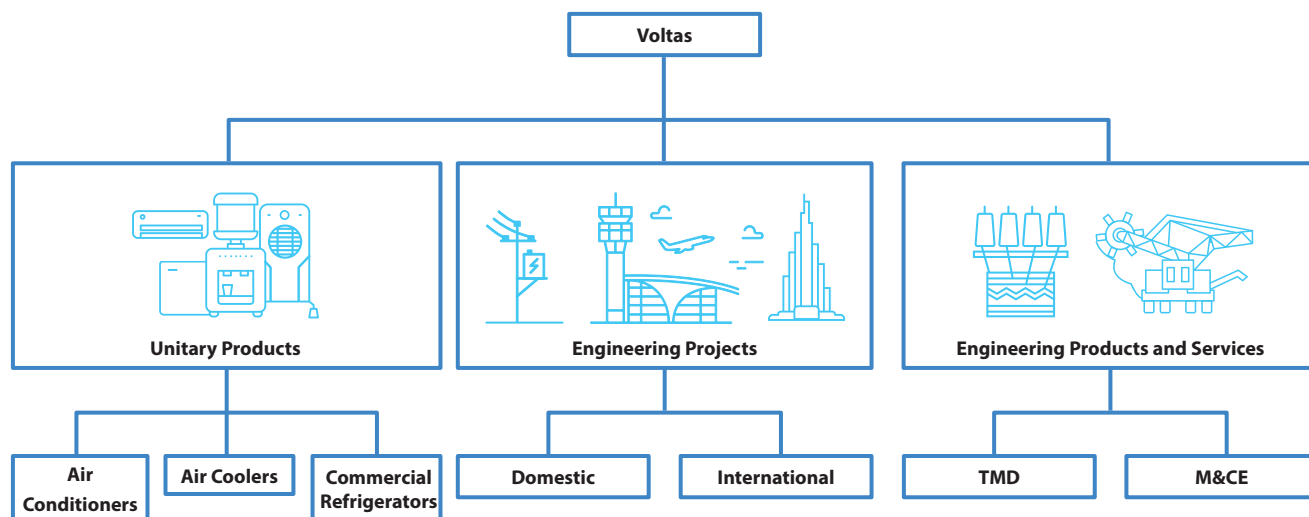 Voltas
Unitary Products
Engineering Projects
Engineering Products and Services
Air
Conditioners
Air Coolers
Commercial
Refrigerators
Domestic
International
TMD
M&CE